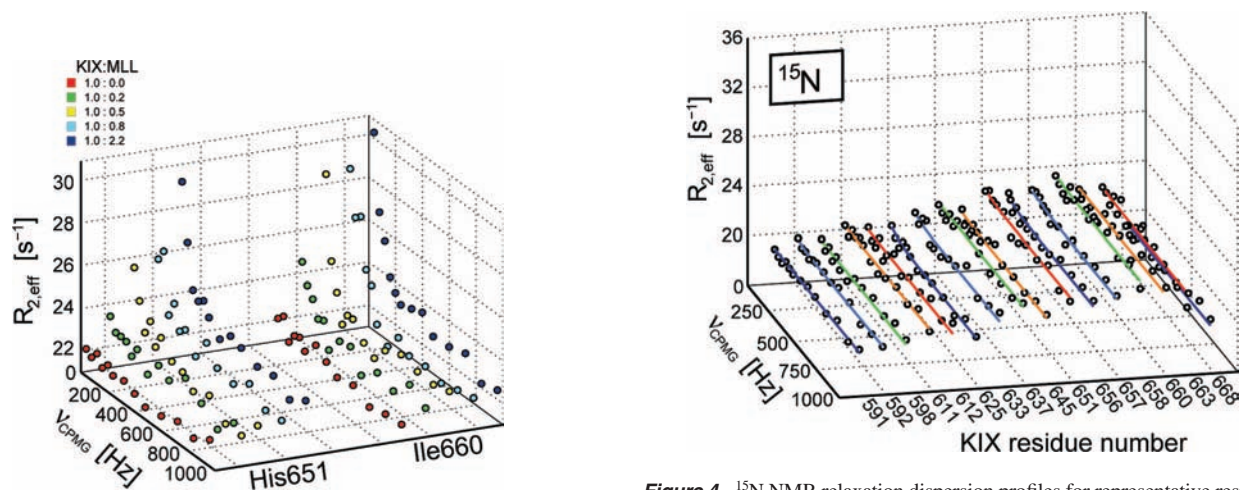 KIX:MLL
1.0 : 0.0
1.0 : 0.2
1.0 : 0.5
1.0 : 0.8
1.0 : 2.2
R2,eff [s⁻¹]
30
28
26
24
22
0
200
400
600
800
1000
νCPMG [Hz]
His651
Ile660
36
32
28
24
20
0
R2,eff [s⁻¹]
¹⁵N
250
500
750
1000
νCPMG [Hz]
591
592
598
611
612
625
633
637
645
651
656
657
658
660
663
668
KIX residue number
Figure 4. ¹⁵N NMR relaxation dispersion profiles for representative res